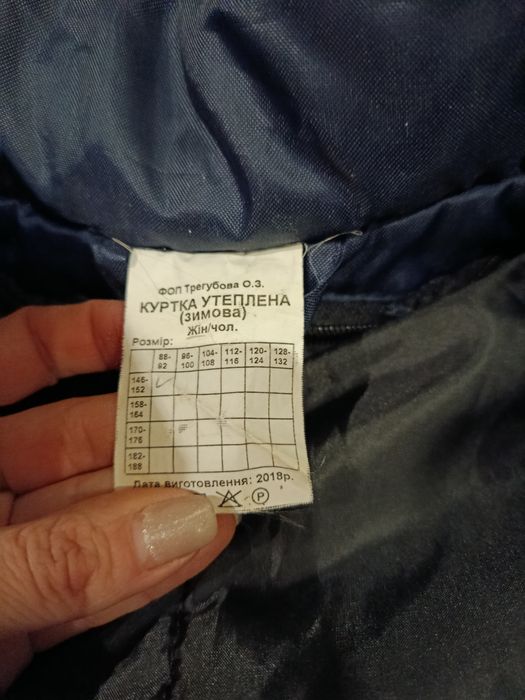 ФОП Трегубова О.З.
КУРТКА УТЕПЛЕНА
(зимова)
Жін/чол.
Розмір:
88-92 96-100 104-108 112-116 120-124 128-132
146-152
158-164
170-176
182-188
Дата виготовлення: 2018р.
P